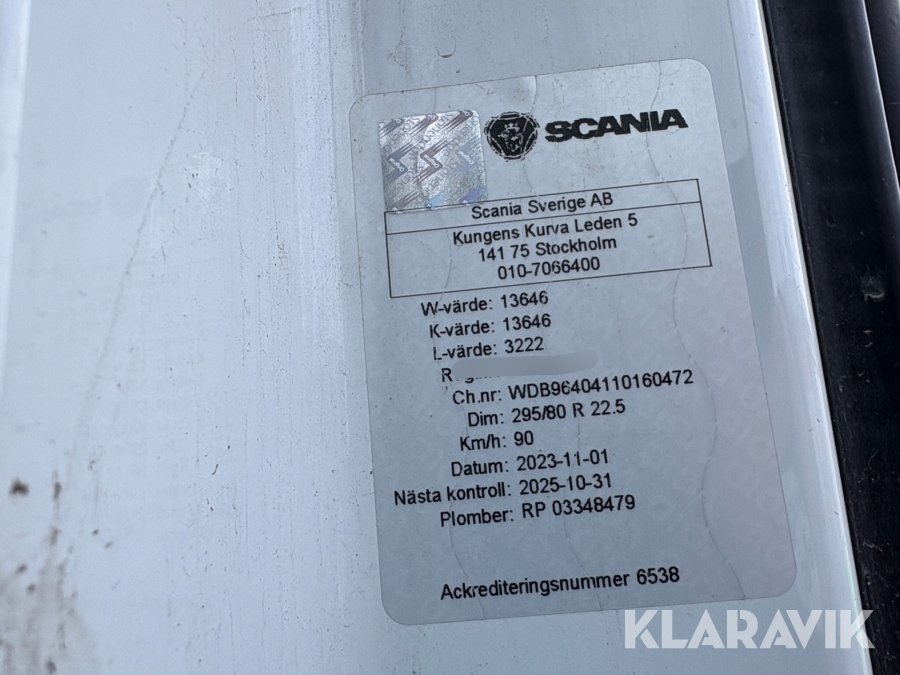 SCANIA
Scania Sverige AB
Kungens Kurva Leden 5
141 75 Stockholm
010-7066400
W-värde: 13646
K-värde: 13646
L-värde: 3222
Ch.nr: WDB96404110160472
Dim: 295/80 R 22.5
Km/h: 90
Datum: 2023-11-01
Nästa kontroll: 2025-10-31
Plomber: RP 03348479
Ackrediteringsnummer 6538
KLARAVIK